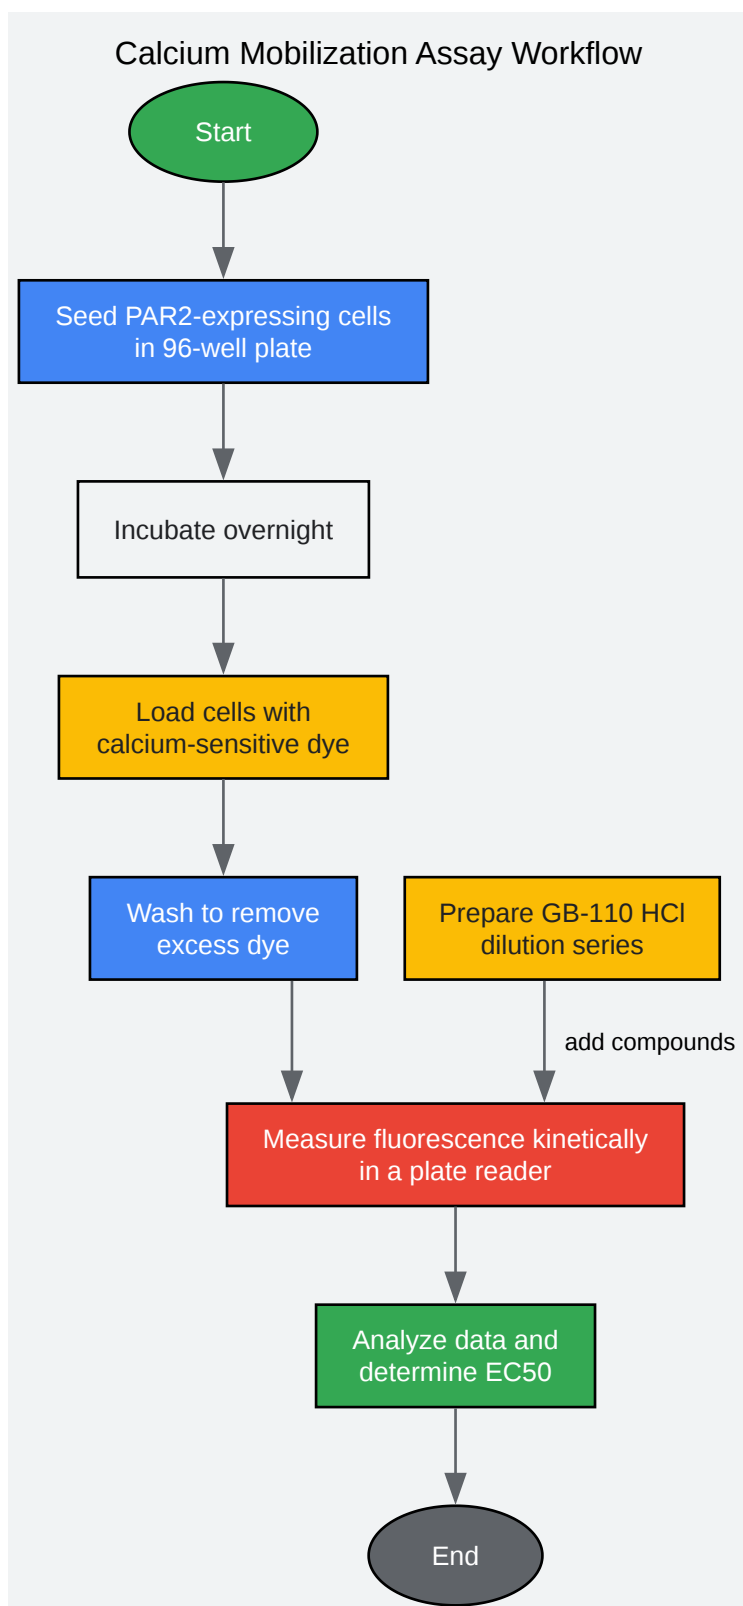 Calcium Mobilization Assay Workflow
Start
Seed PAR2-expressing cells
in 96-well plate
Incubate overnight
Load cells with
calcium-sensitive dye
Wash to remove
excess dye
Prepare GB-110 HCl
dilution series
add compounds
Measure fluorescence kinetically
in a plate reader
Analyze data and
determine EC50
End